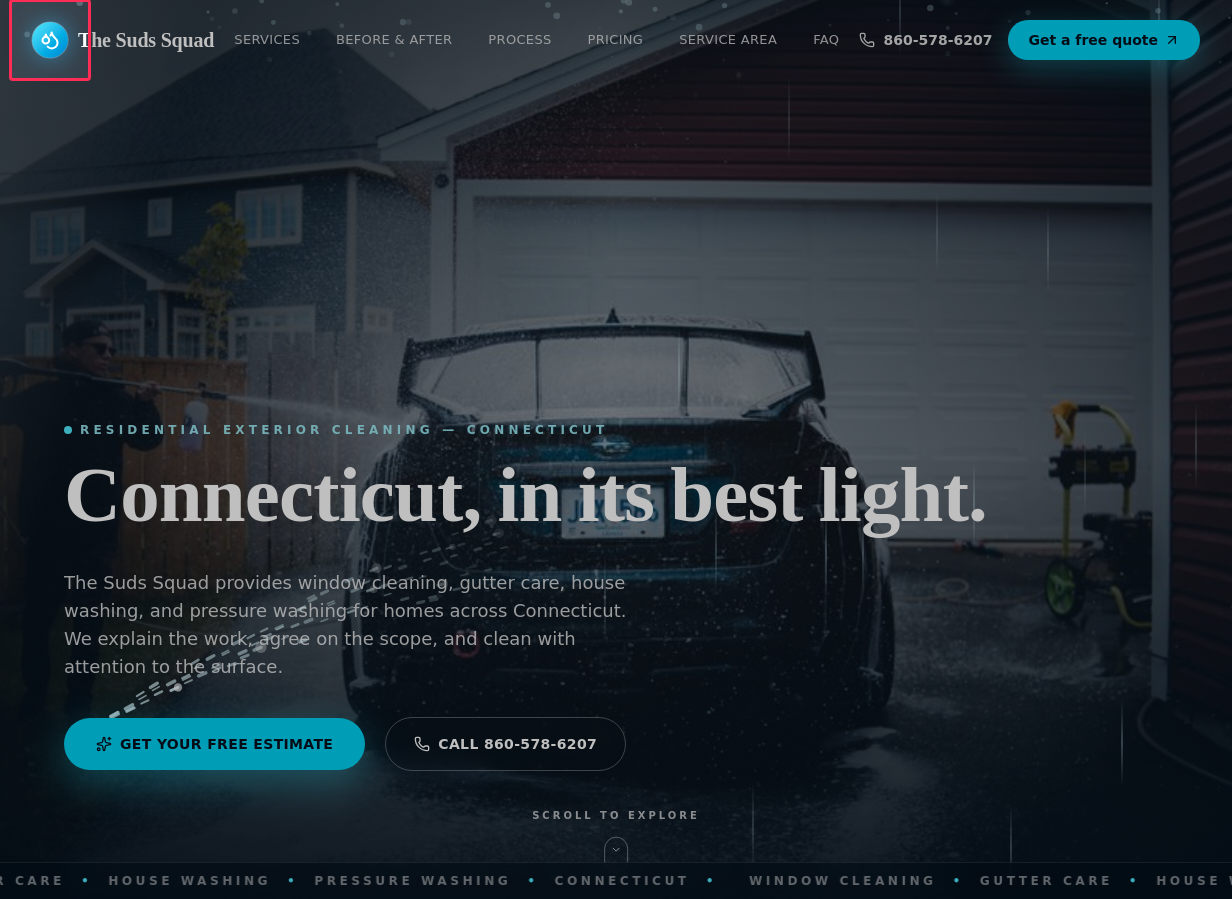 The Suds Squad
SERVICES
BEFORE & AFTER
PROCESS
PRICING
SERVICE AREA
FAQ
860-578-6207
Get a free quote
RESIDENTIAL EXTERIOR CLEANING — CONNECTICUT
Connecticut, in its best light.
The Suds Squad provides window cleaning, gutter care, house
washing, and pressure washing for homes across Connecticut.
We explain the work, agree on the scope, and clean with
attention to the surface.
GET YOUR FREE ESTIMATE
CALL 860-578-6207
SCROLL TO EXPLORE
R CARE • HOUSE WASHING • PRESSURE WASHING • CONNECTICUT • WINDOW CLEANING • GUTTER CARE • HOUSE